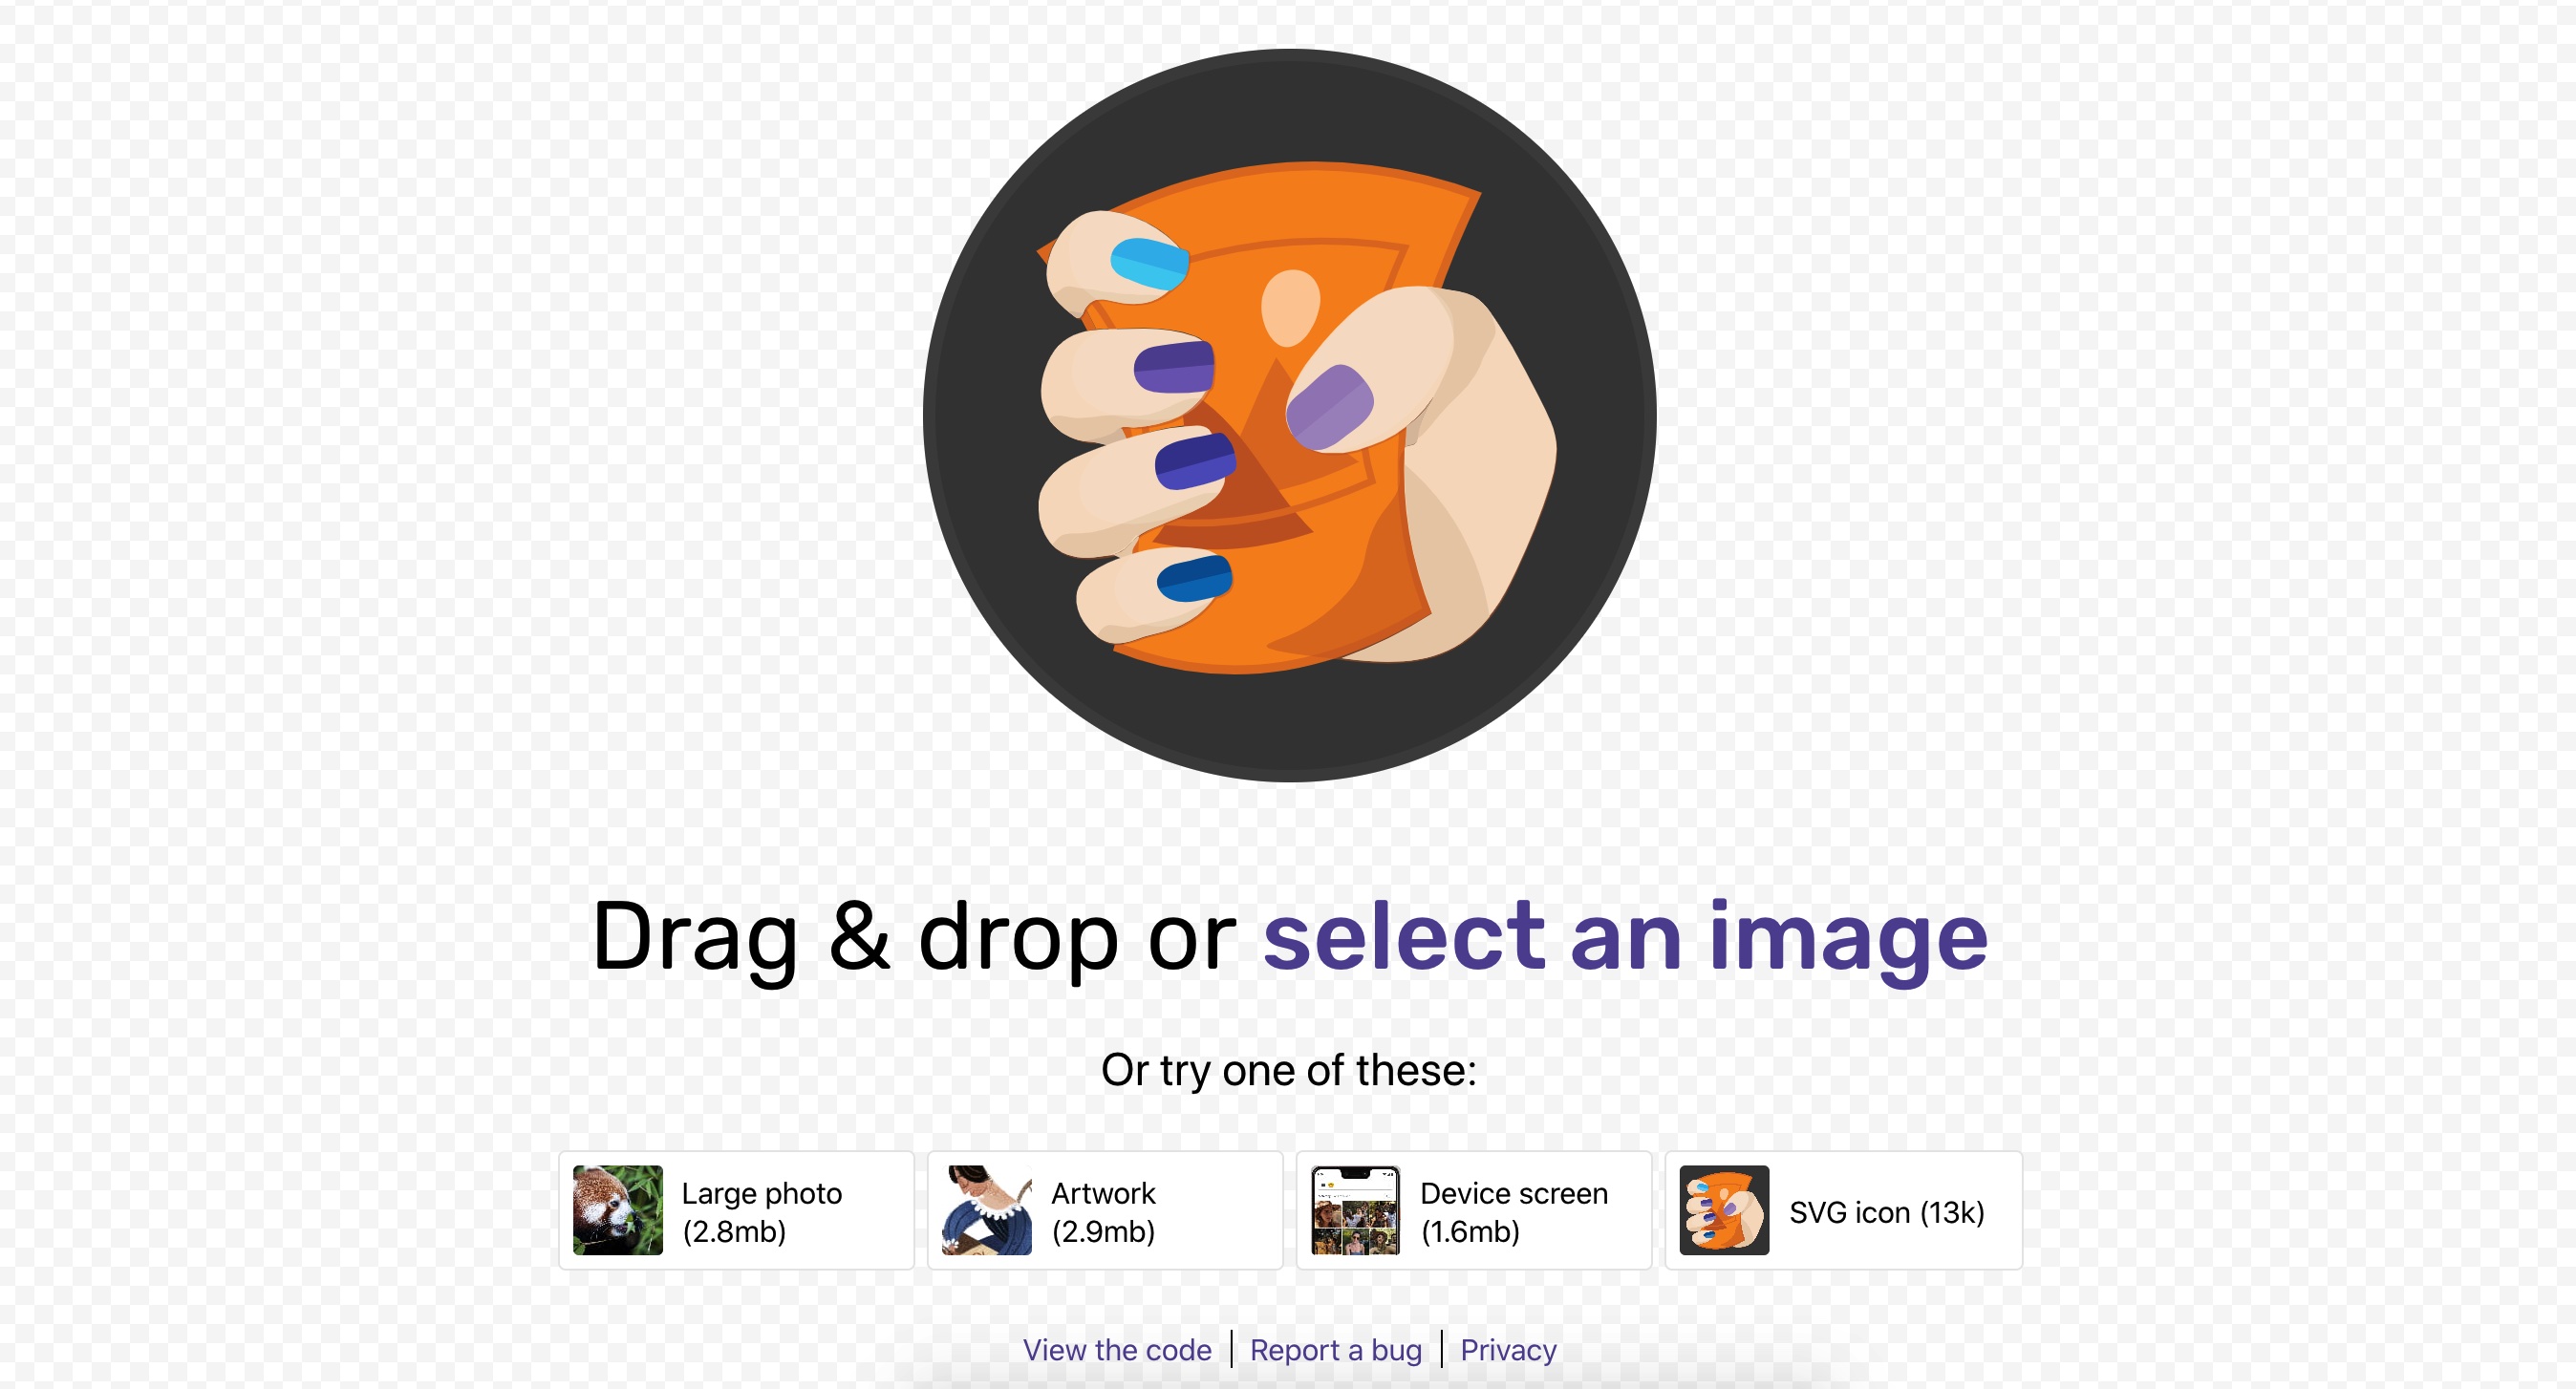 Drag & drop or select an image
Or try one of these:
Large photo
(2.8mb)
Artwork
(2.9mb)
Device screen
(1.6mb)
SVG icon (13k)
View the code | Report a bug | Privacy